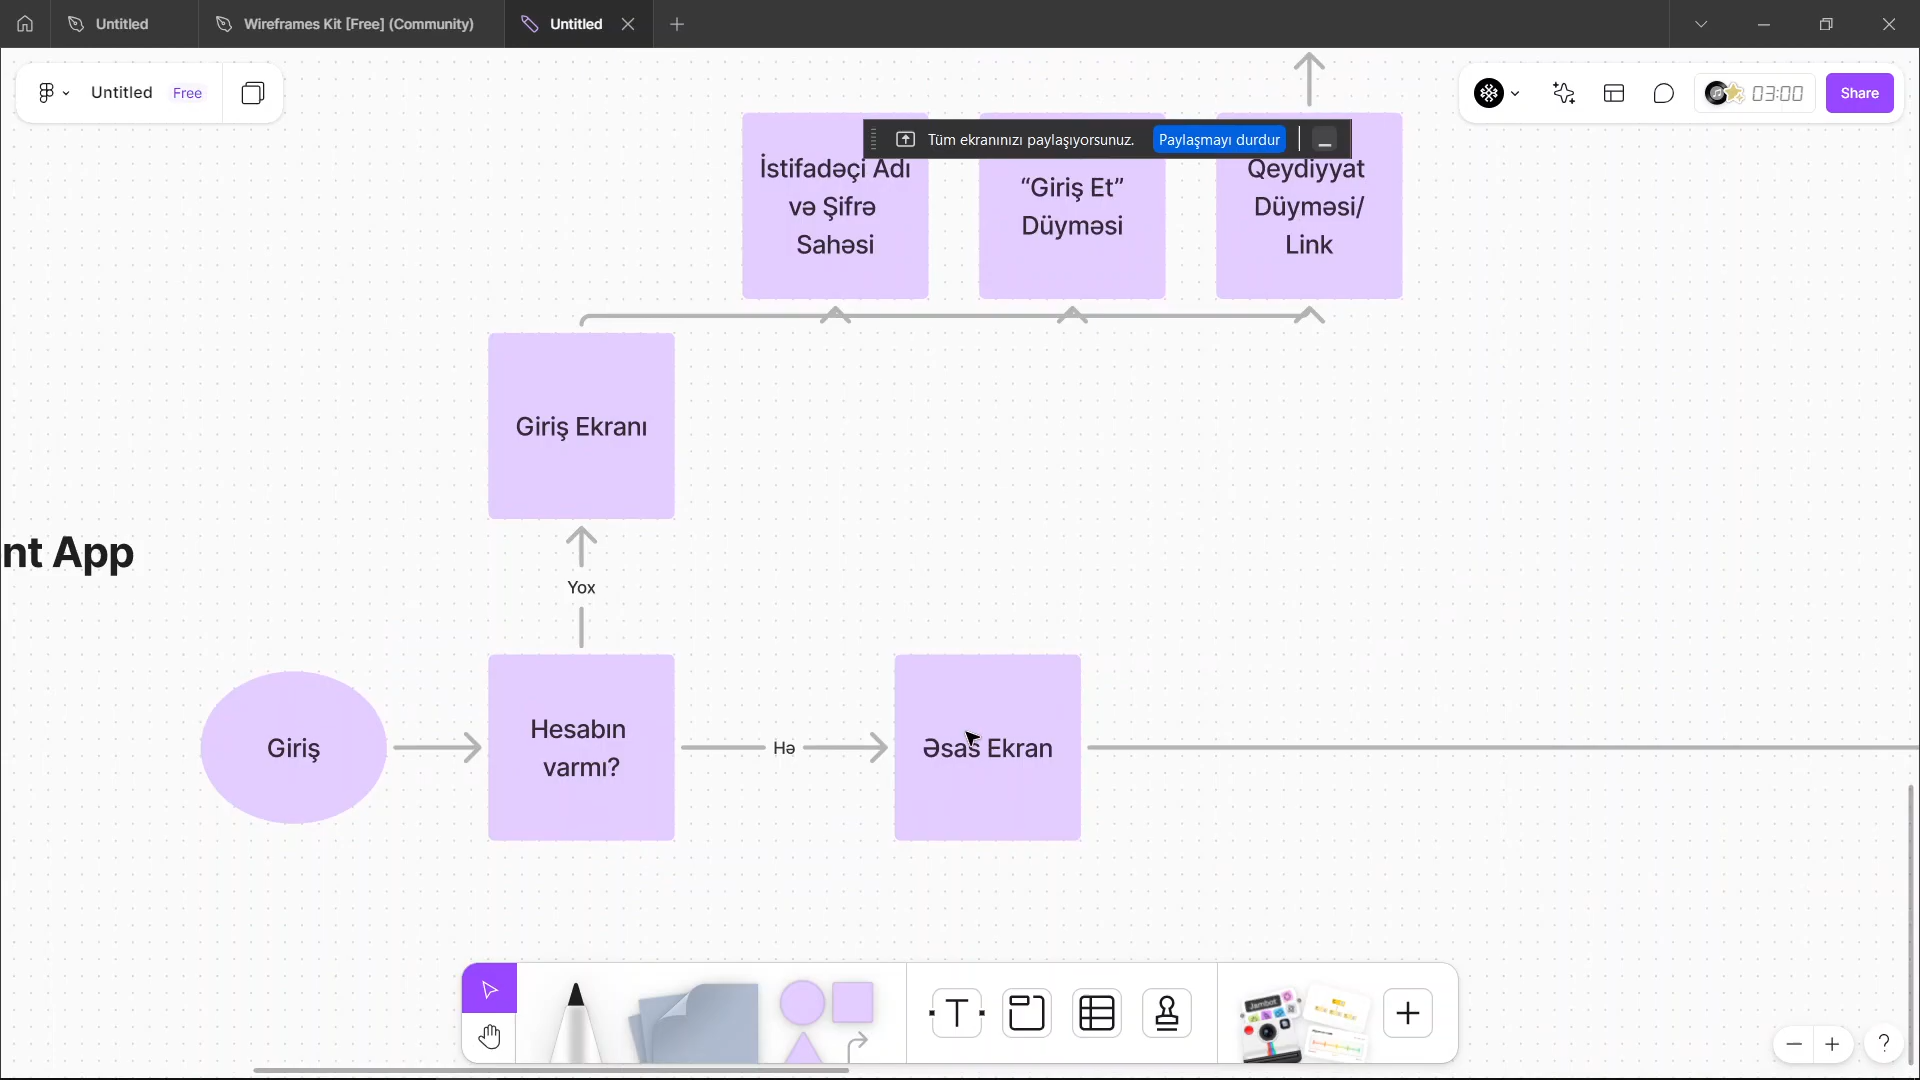 Untitled
Wireframes Kit [Free] (Community)
Untitled
Untitled
Free
03:00
Share
Tüm ekranınızı paylaşıyorsunuz.
Paylaşmayı durdur
İstifadəçi Adı
və Şifrə
Sahəsi
“Giriş Et”
Düyməsi
Qeydiyyat
Düyməsi/
Link
Giriş Ekranı
nt App
Yox
Giriş
Hesabın
varmı?
Hə
Əsas Ekran
T
Jambot
?